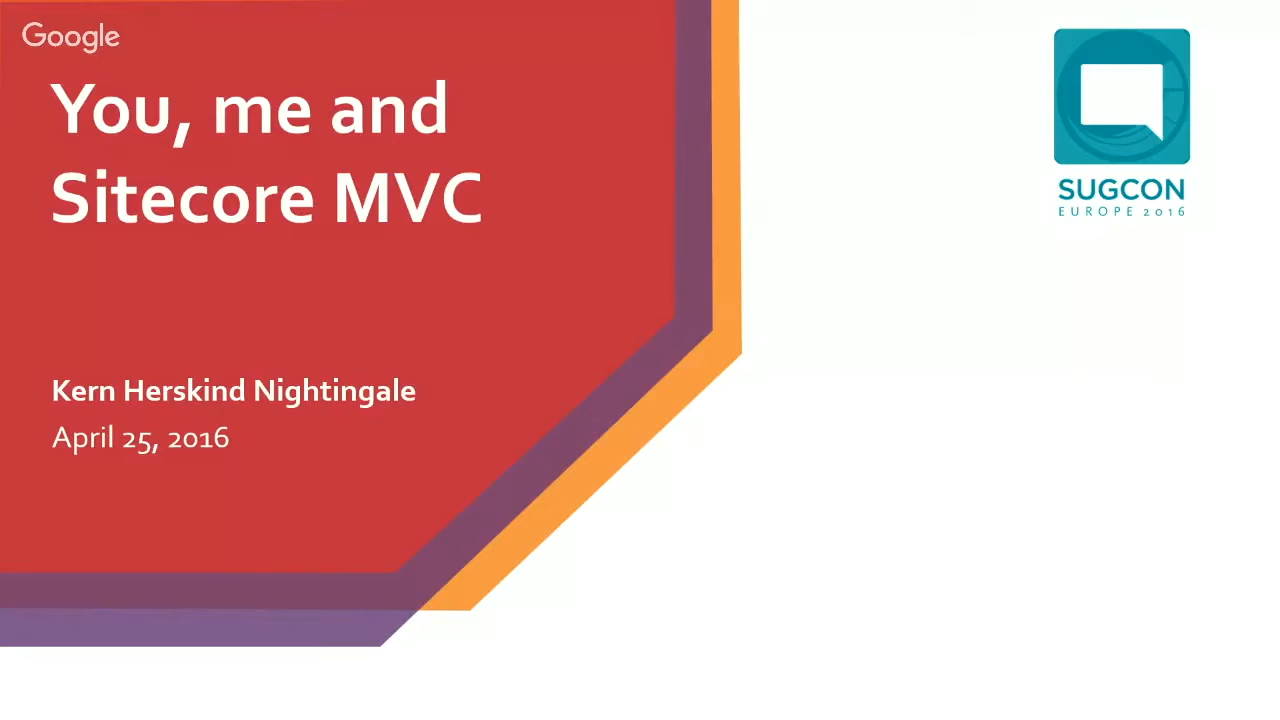 Google
You, me and
Sitecore MVC
Kern Herskind Nightingale
April 25, 2016
SUGCON
EUROPE 2016